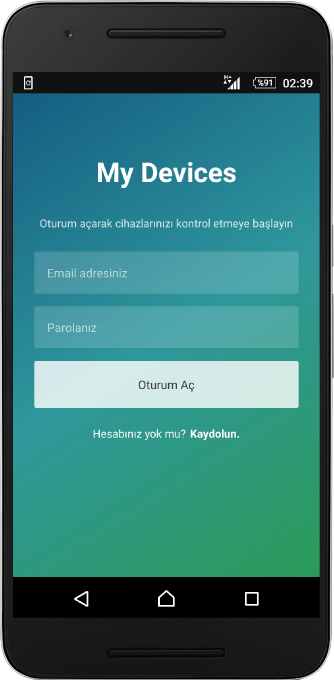 %91 02:39
My Devices
Oturum açarak cihazlarınızı kontrol etmeye başlayın
Email adresiniz
Parolanız
Oturum Aç
Hesabınız yok mu? Kaydolun.